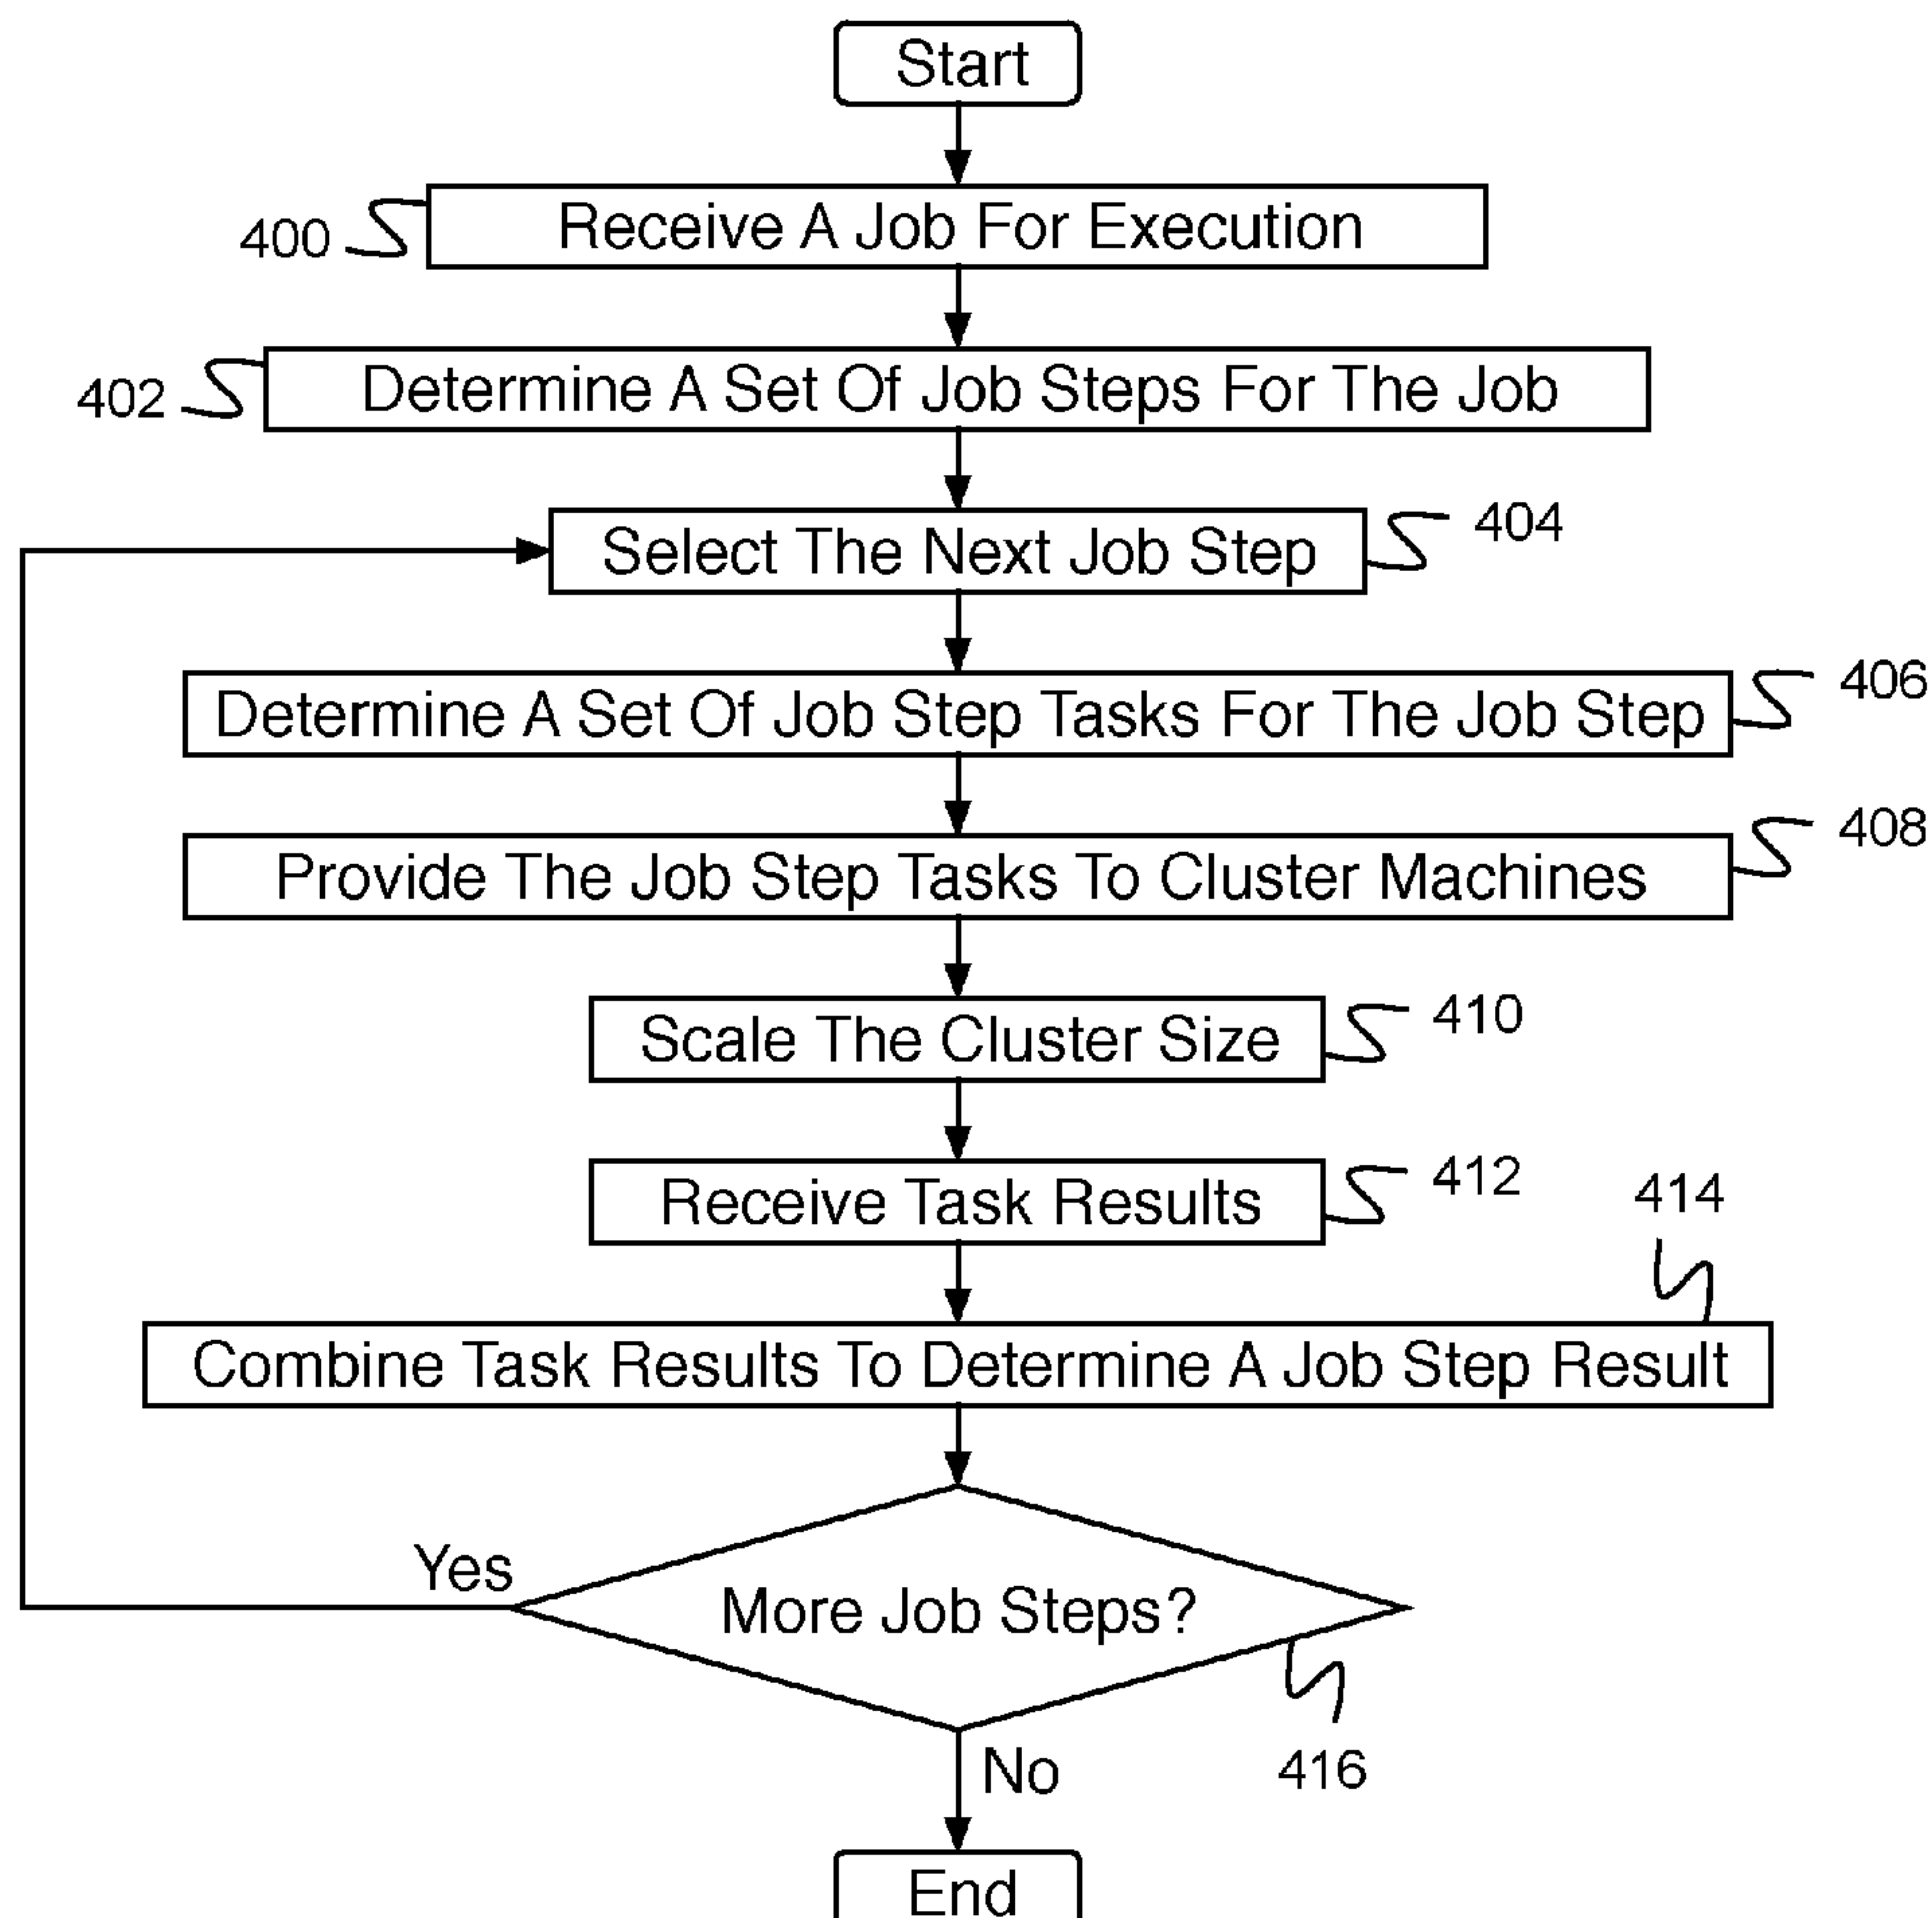 Start
400
Receive A Job For Execution
402
Determine A Set Of Job Steps For The Job
Select The Next Job Step
404
Determine A Set Of Job Step Tasks For The Job Step
406
Provide The Job Step Tasks To Cluster Machines
408
Scale The Cluster Size
410
Receive Task Results
412
414
Combine Task Results To Determine A Job Step Result
Yes
More Job Steps?
No
416
End